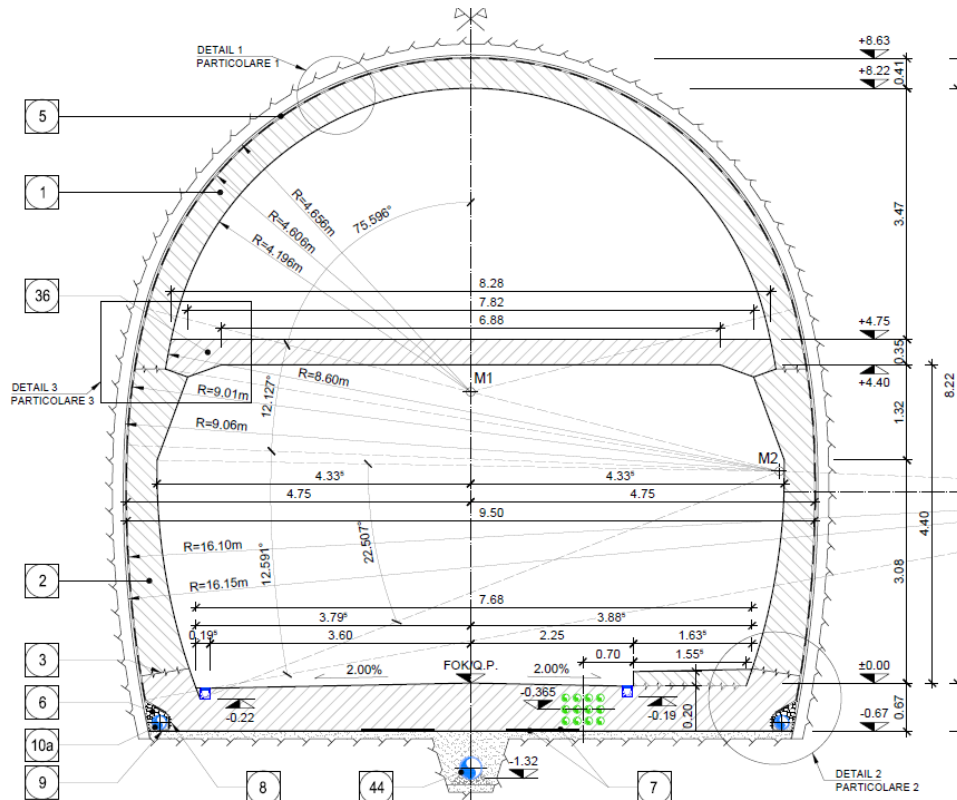 +8.63
DETAIL 1
PARTICOLARE 1
0.41
+8.22
5
1
R=4.656m
R=4.606m
R=4.196m
75.596°
3.47
36
8.28
7.82
6.88
+4.75
0.35
+4.40
DETAIL 3
PARTICOLARE 3
R=8.60m
R=9.01m
R=9.06m
12.127°
M1
8.22
1.32
M2
4.33⁵
4.33⁵
4.75
4.75
9.50
4.40
R=16.10m
R=16.15m
12.591°
22.507°
2
3.08
7.68
3.79⁵
3.88⁵
0.19⁵
3.60
2.25
1.63⁵
0.70
1.55⁵
3
2.00%
FOK/Q.P.
2.00%
±0.00
6
-0.22
-0.365
-0.19
0.20
-0.67
0.67
10a
9
8
44
-1.32
7
DETAIL 2
PARTICOLARE 2